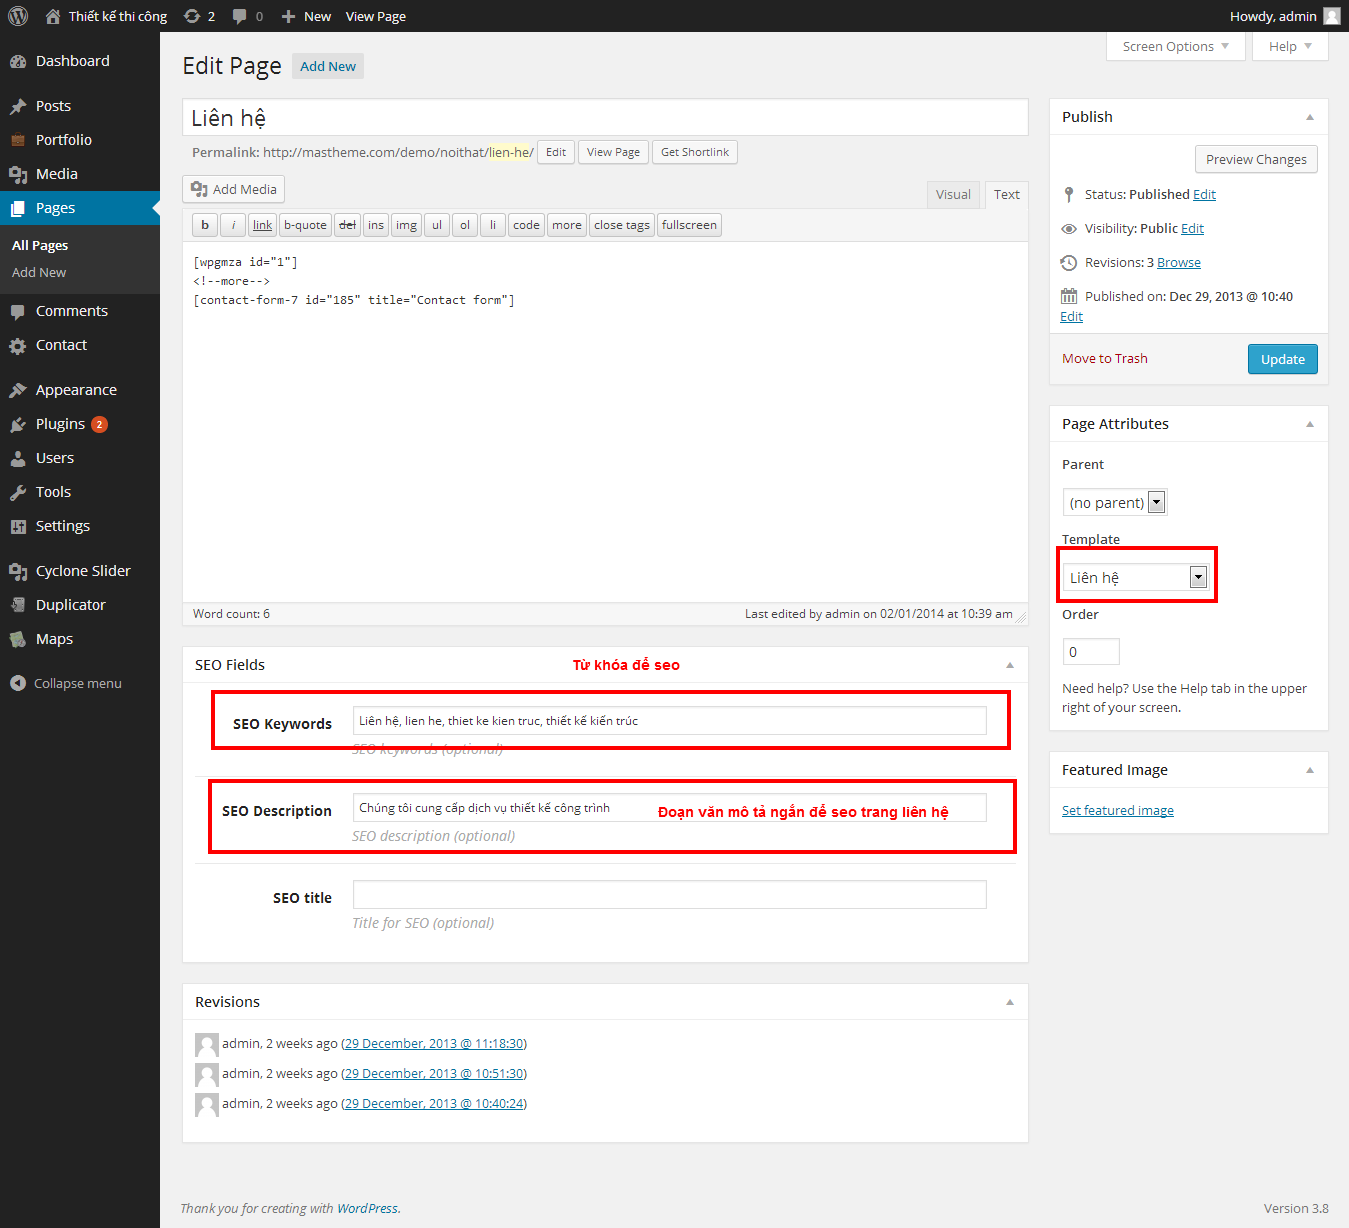 Thiết kế thi công 2 0 New View Page Howdy, admin
Screen Options Help
Dashboard
Posts
Portfolio
Media
Pages
All Pages
Add New
Comments
Contact
Appearance
Plugins 2
Users
Tools
Settings
Cyclone Slider
Duplicator
Maps
Collapse menu
Edit Page Add New
Liên hệ
Permalink: http://mastheme.com/demo/noithat/lien-he/ Edit View Page Get Shortlink
Add Media Visual Text
b i link b-quote del ins img ul ol li code more close tags fullscreen
[wpgmza id="1"]
<!--more-->
[contact-form-7 id="185" title="Contact form"]
Word count: 6 Last edited by admin on 02/01/2014 at 10:39 am
SEO Fields Từ khóa để seo
SEO Keywords Liên hệ, lien he, thiet ke kien truc, thiết kế kiến trúc
SEO keywords (optional)
SEO Description Chúng tôi cung cấp dịch vụ thiết kế công trình Đoạn văn mô tả ngắn để seo trang liên hệ
SEO description (optional)
SEO title
Title for SEO (optional)
Revisions
admin, 2 weeks ago (29 December, 2013 @ 11:18:30)
admin, 2 weeks ago (29 December, 2013 @ 10:51:30)
admin, 2 weeks ago (29 December, 2013 @ 10:40:24)
Publish
Preview Changes
Status: Published Edit
Visibility: Public Edit
Revisions: 3 Browse
Published on: Dec 29, 2013 @ 10:40
Edit
Move to Trash Update
Page Attributes
Parent
(no parent)
Template
Liên hệ
Order
0
Need help? Use the Help tab in the upper
right of your screen.
Featured Image
Set featured image
Thank you for creating with WordPress. Version 3.8